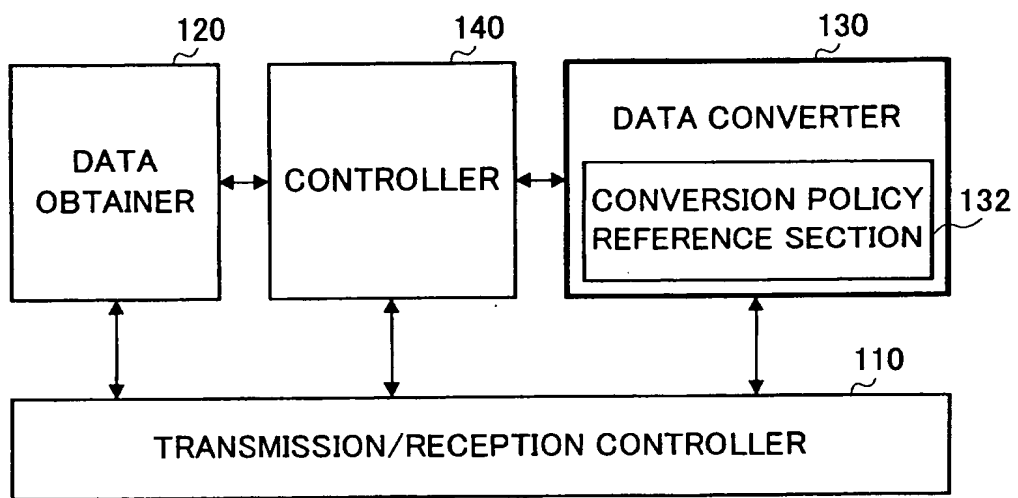 120
140
130
DATA
OBTAINER
CONTROLLER
DATA CONVERTER
CONVERSION POLICY
REFERENCE SECTION
132
110
TRANSMISSION/RECEPTION CONTROLLER